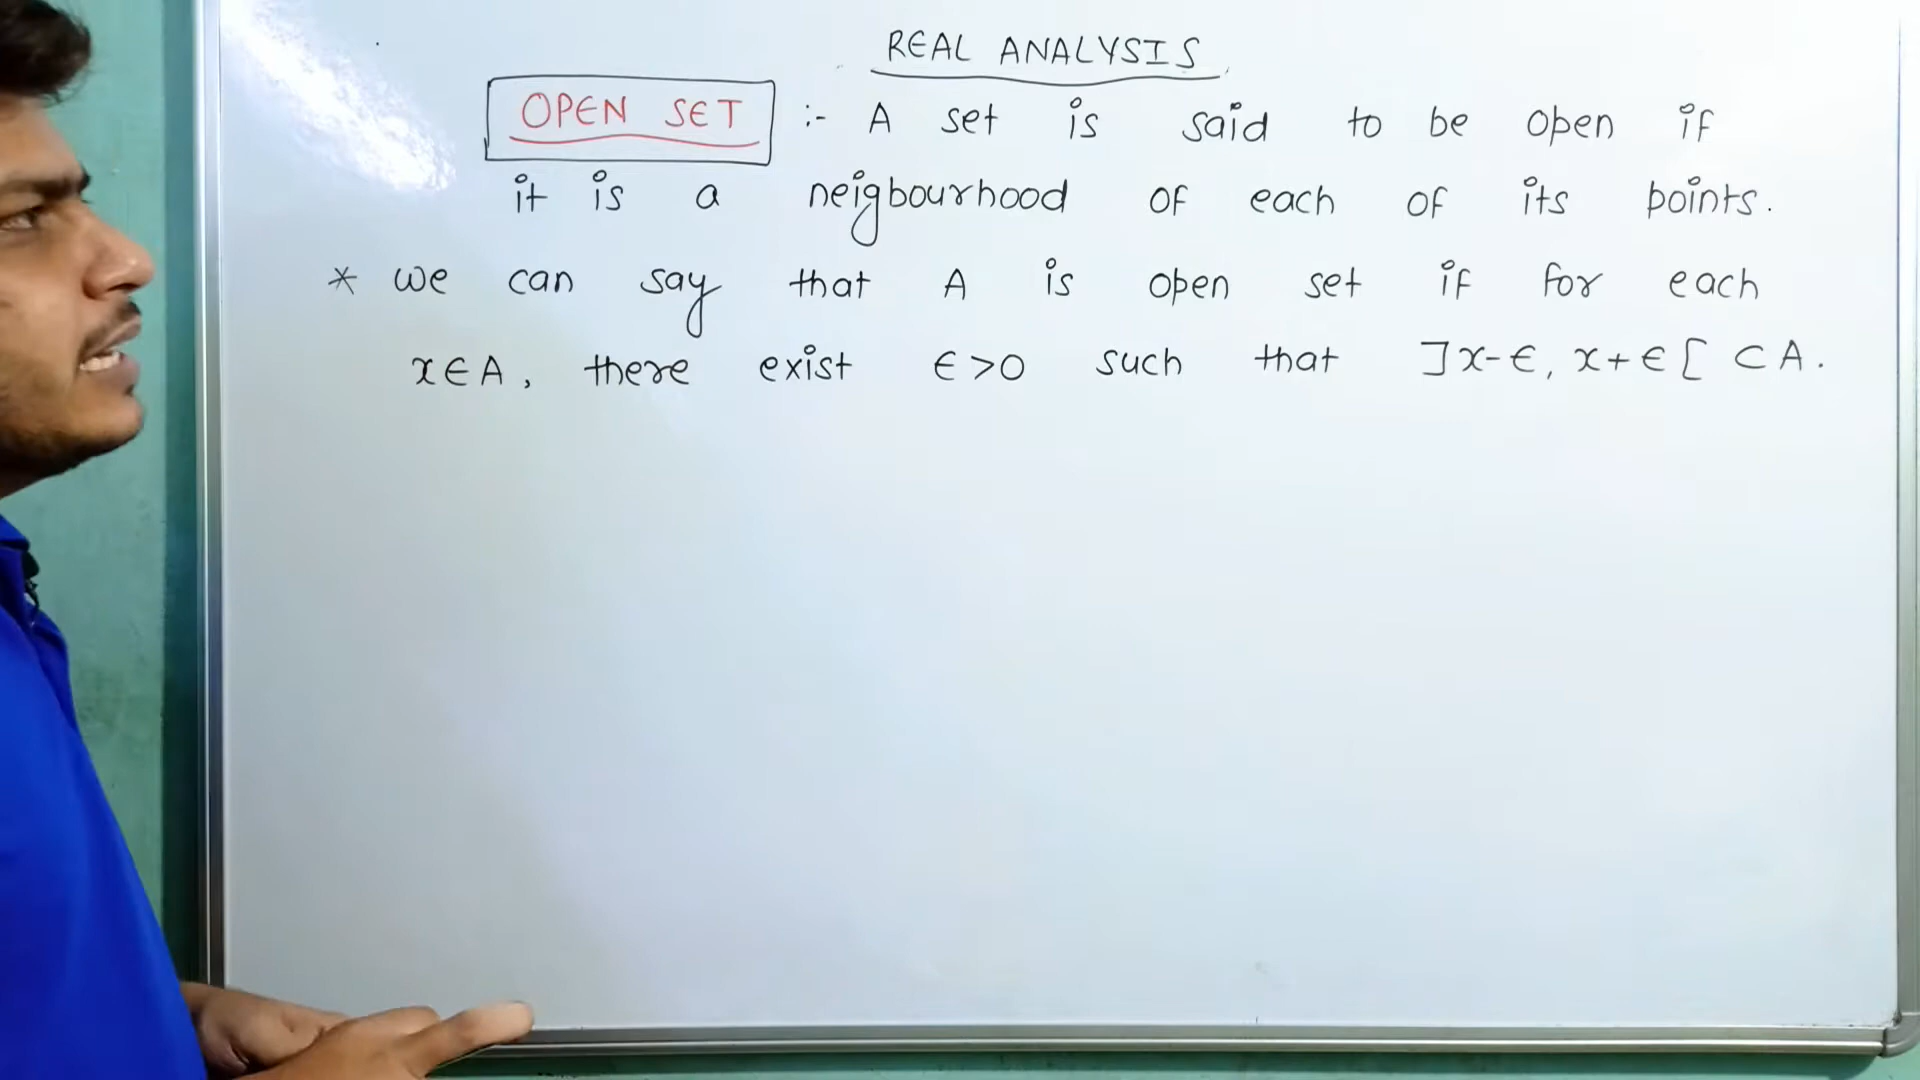 REAL ANALYSIS
OPEN SET :- A set is said to be open if
it is a neigbourhood of each of its points.
* we can say that A is open set if for each
x∈A, there exist ∈>0 such that ]x-∈, x+∈[ ⊂ A.